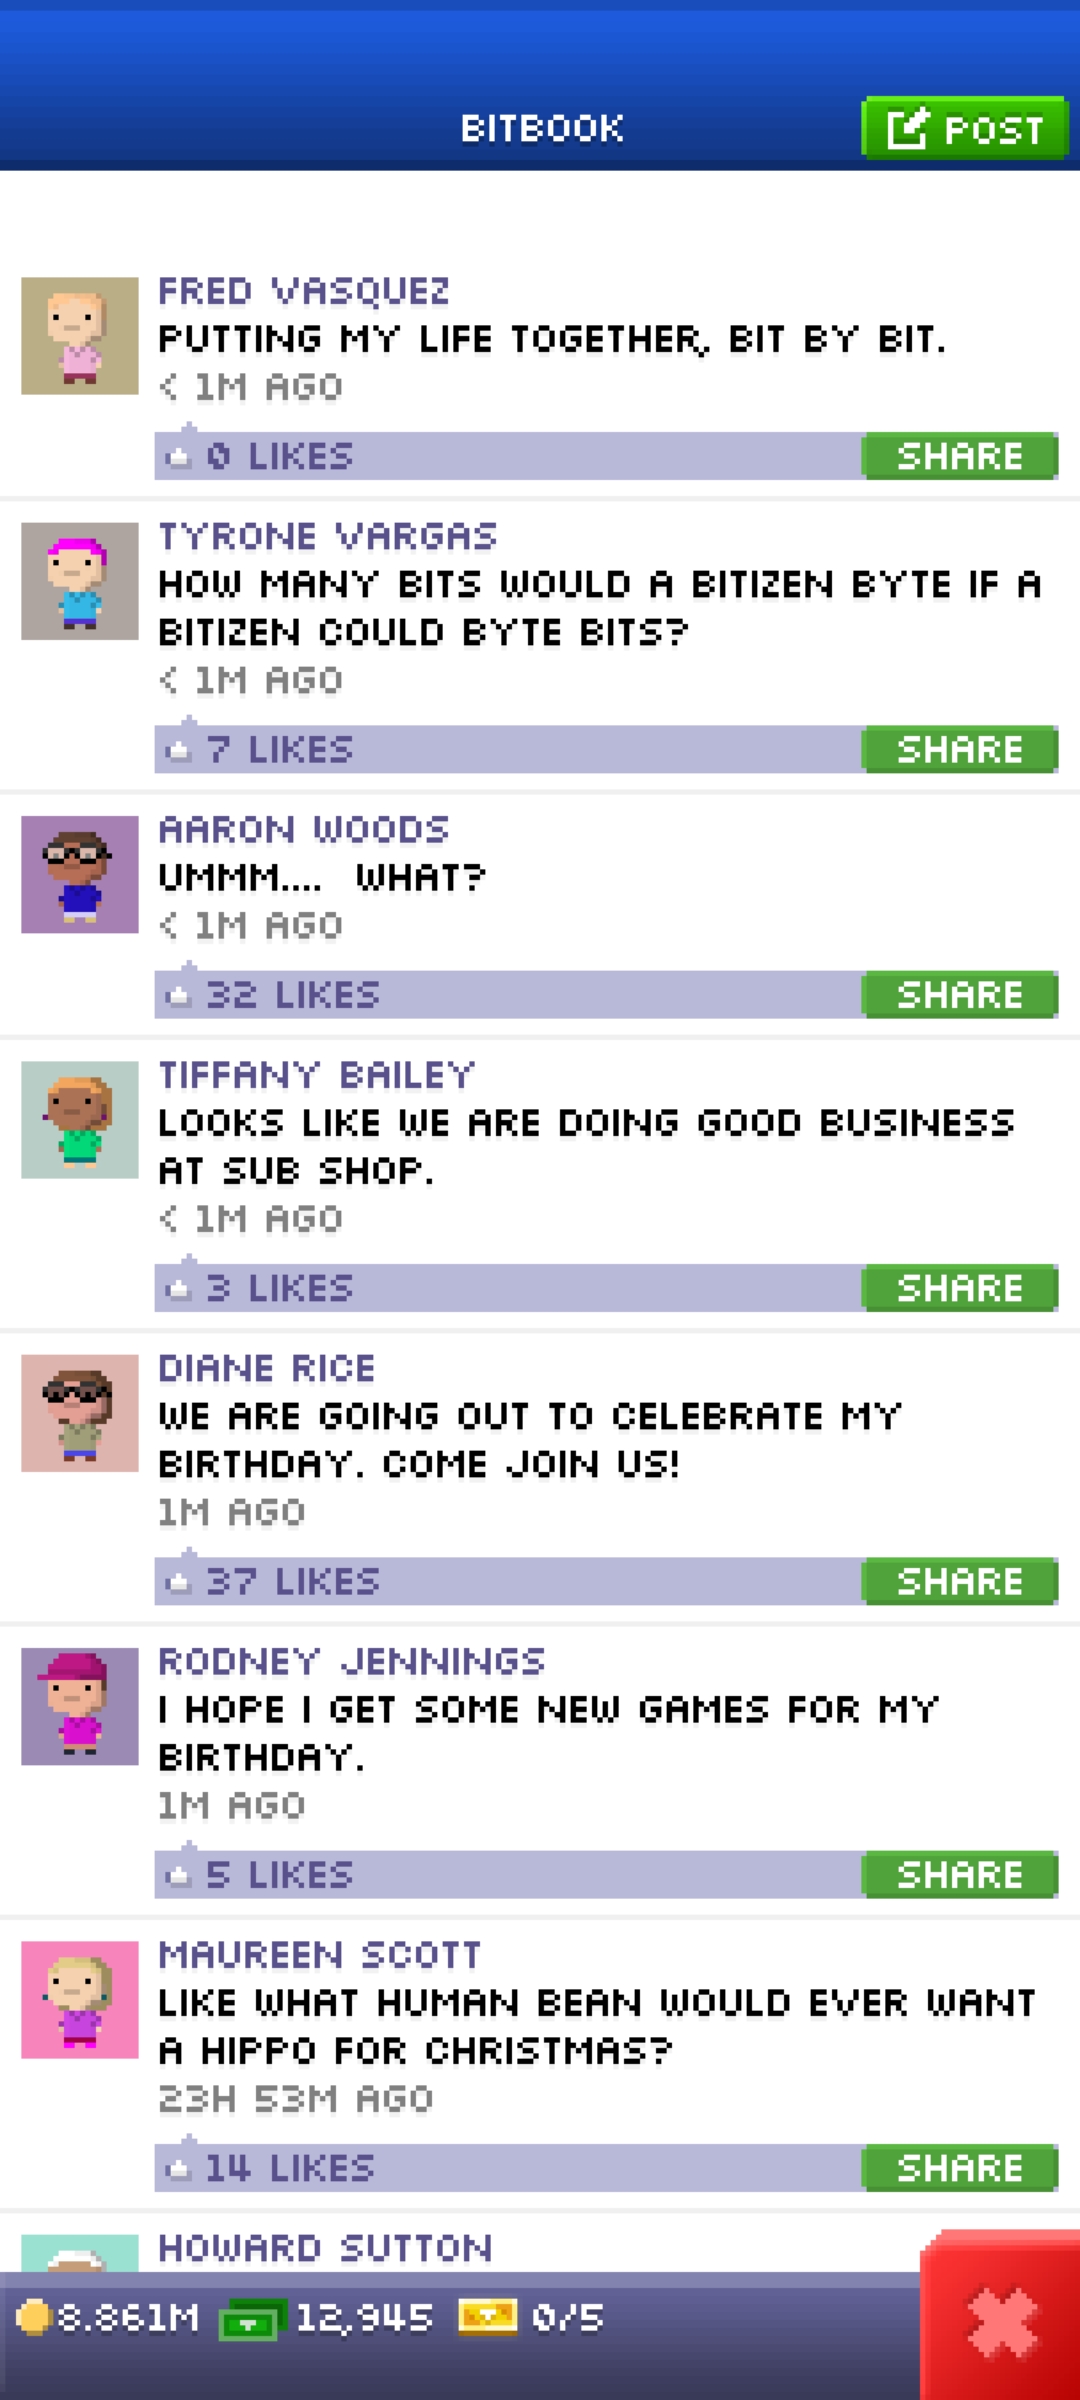 BITBOOK
POST
FRED VASQUEZ
PUTTING MY LIFE TOGETHER, BIT BY BIT.
< 1M AGO
0 LIKES
SHARE
TYRONE VARGAS
HOW MANY BITS WOULD A BITIZEN BYTE IF A
BITIZEN COULD BYTE BITS?
< 1M AGO
7 LIKES
SHARE
AARON WOODS
UMMM.... WHAT?
< 1M AGO
32 LIKES
SHARE
TIFFANY BAILEY
LOOKS LIKE WE ARE DOING GOOD BUSINESS
AT SUB SHOP.
< 1M AGO
3 LIKES
SHARE
DIANE RICE
WE ARE GOING OUT TO CELEBRATE MY
BIRTHDAY. COME JOIN US!
1M AGO
37 LIKES
SHARE
RODNEY JENNINGS
I HOPE I GET SOME NEW GAMES FOR MY
BIRTHDAY.
1M AGO
5 LIKES
SHARE
MAUREEN SCOTT
LIKE WHAT HUMAN BEAN WOULD EVER WANT
A HIPPO FOR CHRISTMAS?
23H 53M AGO
14 LIKES
SHARE
HOWARD SUTTON
8.861M 12,945 0/5